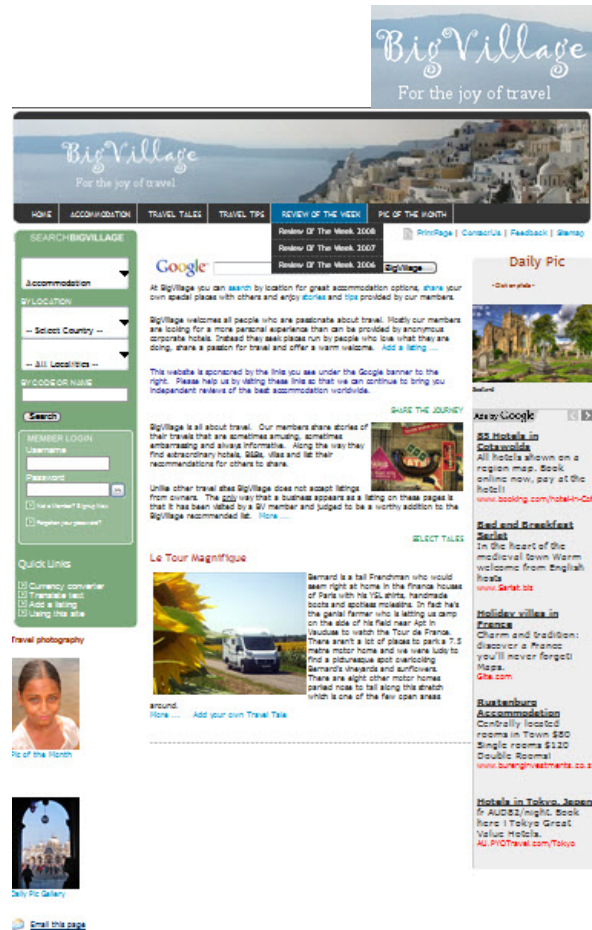 BigVillage
For the joy of travel
BigVillage
For the joy of travel
HOME ACCOMMODATION TRAVEL TALES TRAVEL TIPS REVIEW OF THE WEEK PIC OF THE MONTH
Review Of The Week 2008
Review Of The Week 2007
Review Of The Week 2006
PrintPage | ContactUs | Feedback | Sitemap
SEARCHBIGVILLAGE
Accommodation
BY LOCATION
-- Select Country --
-- All Localities --
BY CODE OR NAME
Search
MEMBER LOGIN
Username
Password
Not a Member? Signup Now
Forgotten your password?
Quick Links
Currency converter
Translate text
Add a listing
Using this site
Travel photography
Pic of the Month
Daily Pic Gallery
Email this page
Google BigVillage
At BigVillage you can search by location for great accommodation options, share your
own special places with others and enjoy stories and tips provided by our members.
BigVillage welcomes all people who are passionate about travel. Mostly our members
are looking for a more personal experience than can be provided by anonymous
corporate hotels. Instead they seek places run by people who love what they are
doing, share a passion for travel and offer a warm welcome. Add a listing ...
This website is sponsored by the links you see under the Google banner to the
right. Please help us by visiting these links so that we can continue to bring you
independent reviews of the best accommodation worldwide.
SHARE THE JOURNEY
BigVillage is all about travel. Our members share stories of
their travels that are sometimes amusing, sometimes
embarrassing and always informative. Along the way they
find extraordinary hotels, B&Bs, villas and list their
recommendations for others to share.
Unlike other travel sites BigVillage does not accept listings
from owners. The only way that a business appears as a listing on these pages is
that it has been visited by a BV member and judged to be a worthy addition to the
BigVillage recommended list. More ...
SELECT TALES
Le Tour Magnifique
Bernard is a tall Frenchman who would
seem right at home in the finance houses
of Paris with his YSL shirts, handmade
boots and spotless moleskins. In fact he's
the genial farmer who is letting us camp
on the side of his field near Apt in
Vaucluse to watch the Tour de France.
There aren't a lot of places to park a 7.5
metre motor home and we were lucky to
find a picturesque spot overlooking
Bernard's vineyards and sunflowers.
There are eight other motor homes
parked nose to tail along this stretch
which is one of the few open areas
around.
More ... Add your own Travel Tale
Daily Pic
Scotland
Ads by Google
85 Hotels in
Cotswolds
All hotels shown on a
region map. Book
online now, pay at the
hotel!
www.booking.com/hotel-in-Cot
Bed and Breakfast
Sarlat
In the heart of the
medieval town Warm
welcome from English
hosts
www.Sarlat.biz
Holiday villas in
France
Charm and tradition:
discover a France
you'll never forget!
Maps.
Gite.com
Rustenburg
Accommodation
Centrally located
rooms in Town $80
Single rooms $120
Double Rooms!
www.bureninvestments.co.z
Hotels in Tokyo, Japan
fr AUD82/night. Book
here ! Tokyo Great
Value Hotels.
AU.PYOTravel.com/Tokyo